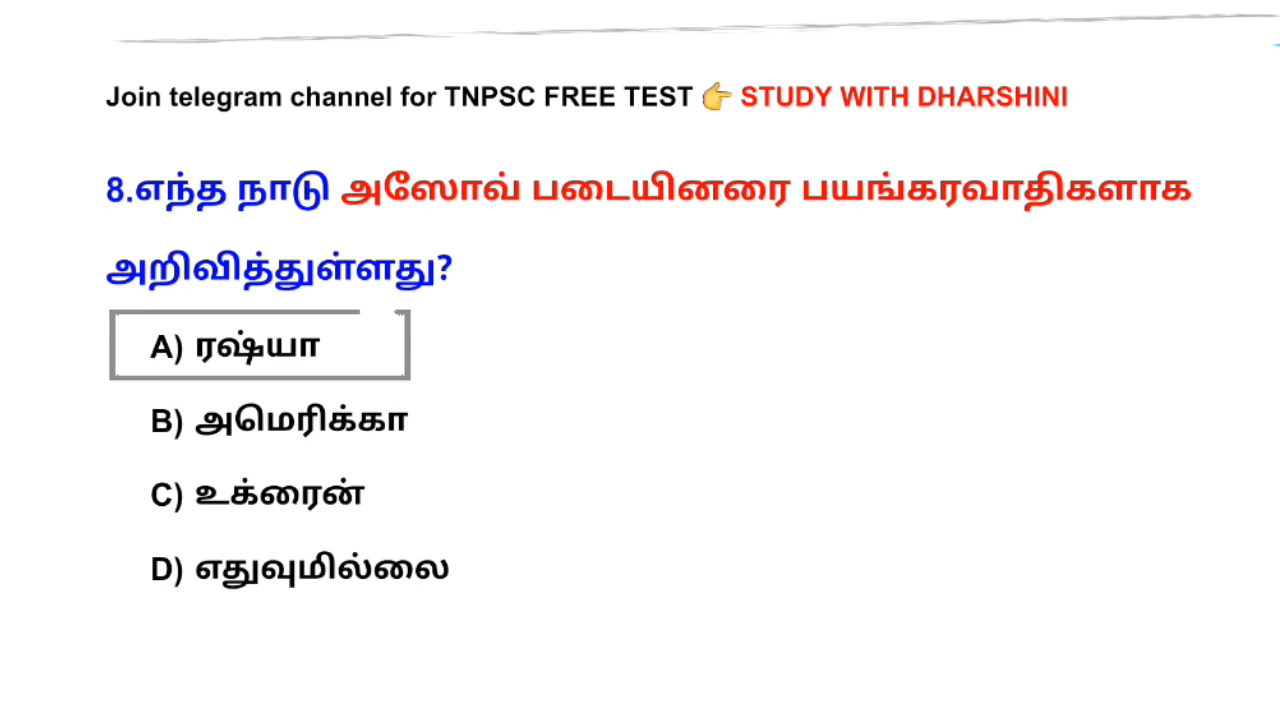 Join telegram channel for TNPSC FREE TEST 👉 STUDY WITH DHARSHINI
8.எந்த நாடு அஸோவ் படையினரை பயங்கரவாதிகளாக
அறிவித்துள்ளது?
A) ரஷ்யா
B) அமெரிக்கா
C) உக்ரைன்
D) எதுவுமில்லை